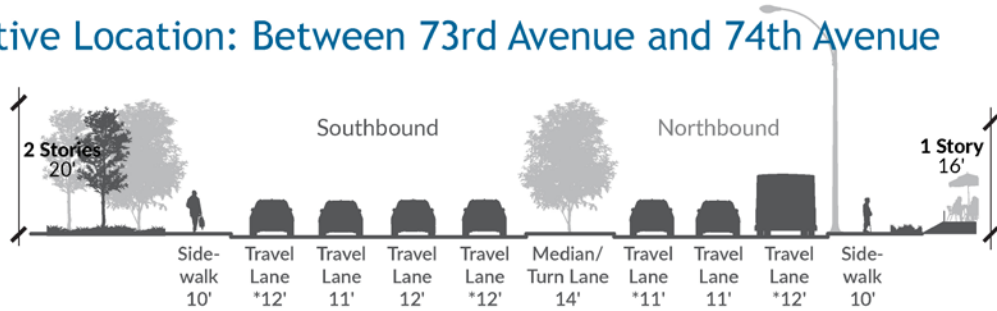 Location: Between 73rd Avenue and 74th Avenue
Southbound
Northbound
2 Stories
20'
1 Story
16'
Side-
walk
10'
Travel
Lane
*12'
Travel
Lane
11'
Travel
Lane
12'
Travel
Lane
*12'
Median/
Turn Lane
14'
Travel
Lane
*11'
Travel
Lane
11'
Travel
Lane
*12'
Side-
walk
10'